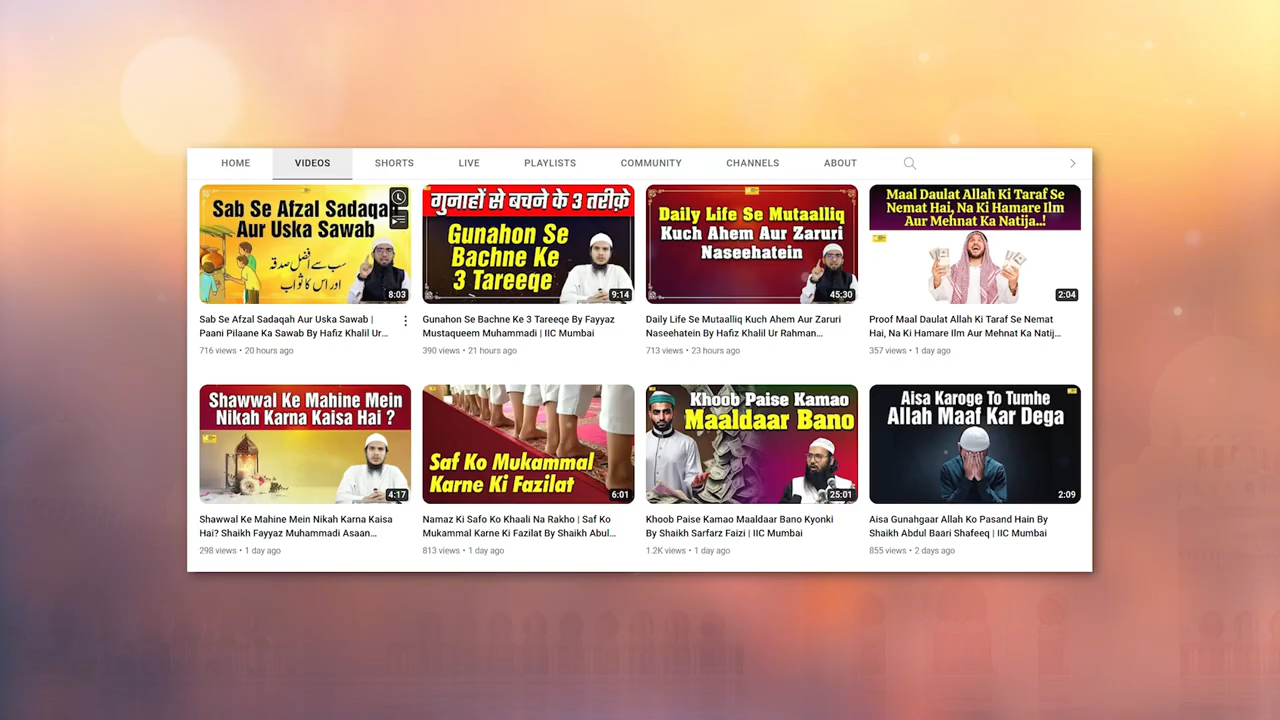 HOME VIDEOS SHORTS LIVE PLAYLISTS COMMUNITY CHANNELS ABOUT
Sab Se Afzal Sadaqa
Aur Uska Sawab
سب سے افضل صدقہ
اور اس کا ثواب
8:03
Sab Se Afzal Sadaqah Aur Uska Sawab |
Paani Pilaane Ka Sawab By Hafiz Khalil Ur...
716 views • 20 hours ago
गुनाहों से बचने के 3 तरीक़े
Gunahon Se
Bachne Ke
3 Tareeqe
9:14
Gunahon Se Bachne Ke 3 Tareeqe By Fayyaz
Mustaqueem Muhammadi | IIC Mumbai
390 views • 21 hours ago
Daily Life Se Mutaalliq
Kuch Ahem Aur Zaruri
Naseehatein
45:30
Daily Life Se Mutaalliq Kuch Ahem Aur Zaruri
Naseehatein By Hafiz Khalil Ur Rahman...
713 views • 23 hours ago
Maal Daulat Allah Ki Taraf Se
Nemat Hai, Na Ki Hamare Ilm
Aur Mehnat Ka Natija..!
2:04
Proof Maal Daulat Allah Ki Taraf Se Nemat
Hai, Na Ki Hamare Ilm Aur Mehnat Ka Natij...
357 views • 1 day ago
Shawwal Ke Mahine Mein
Nikah Karna Kaisa Hai ?
4:17
Shawwal Ke Mahine Mein Nikah Karna Kaisa
Hai? Shaikh Fayyaz Muhammadi Asaan...
298 views • 1 day ago
Saf Ko Mukammal
Karne Ki Fazilat
6:01
Namaz Ki Safo Ko Khaali Na Rakho | Saf Ko
Mukammal Karne Ki Fazilat By Shaikh Abul...
813 views • 1 day ago
Khoob Paise Kamao
Maaldaar Bano
25:01
Khoob Paise Kamao Maaldaar Bano Kyonki
By Shaikh Sarfarz Faizi | IIC Mumbai
1.2K views • 1 day ago
Aisa Karoge To Tumhe
Allah Maaf Kar Dega
2:09
Aisa Gunahgaar Allah Ko Pasand Hain By
Shaikh Abdul Baari Shafeeq | IIC Mumbai
855 views • 2 days ago